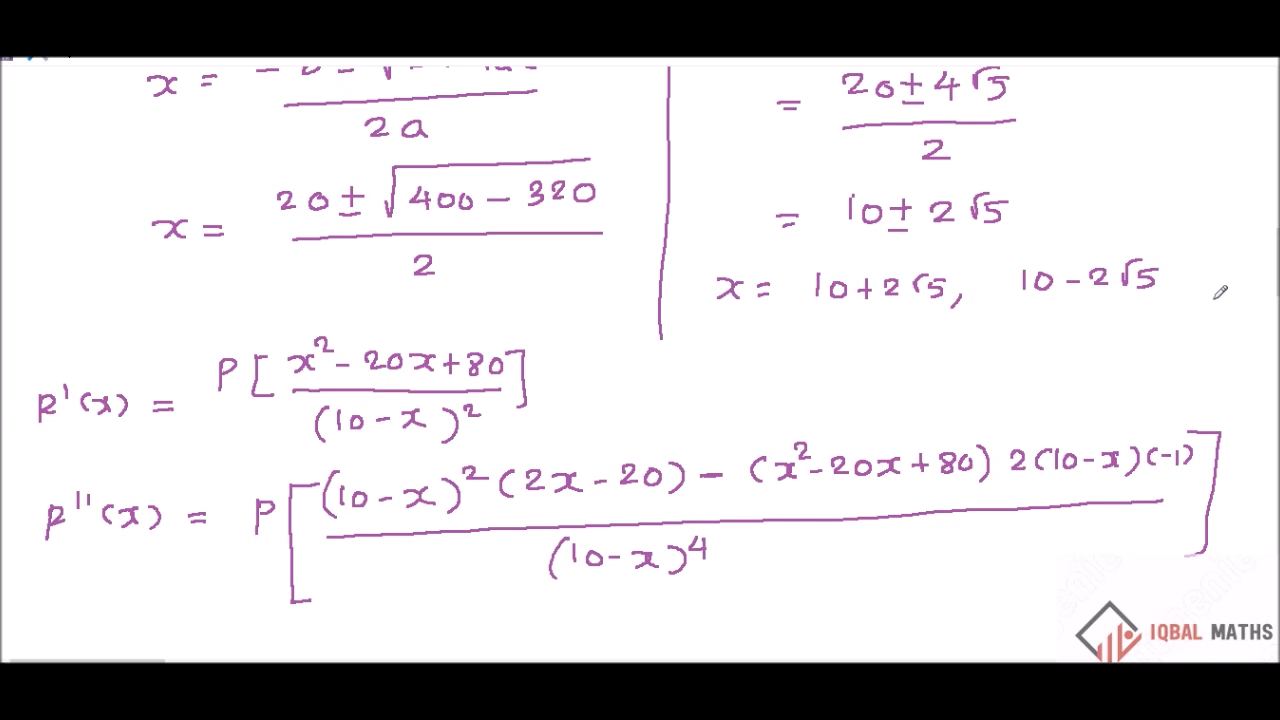 x =
2a
x = 20 ± √400 - 320
2
= 20 ± 4√5
2
= 10 ± 2√5
x = 10 + 2√5, 10 - 2√5
R'(x) = P[x² - 20x + 80]
(10 - x)²
R''(x) = P[(10 - x)² (2x - 20) - (x² - 20x + 80) 2(10 - x)(-1)]
(10 - x)⁴
IQBAL MATHS